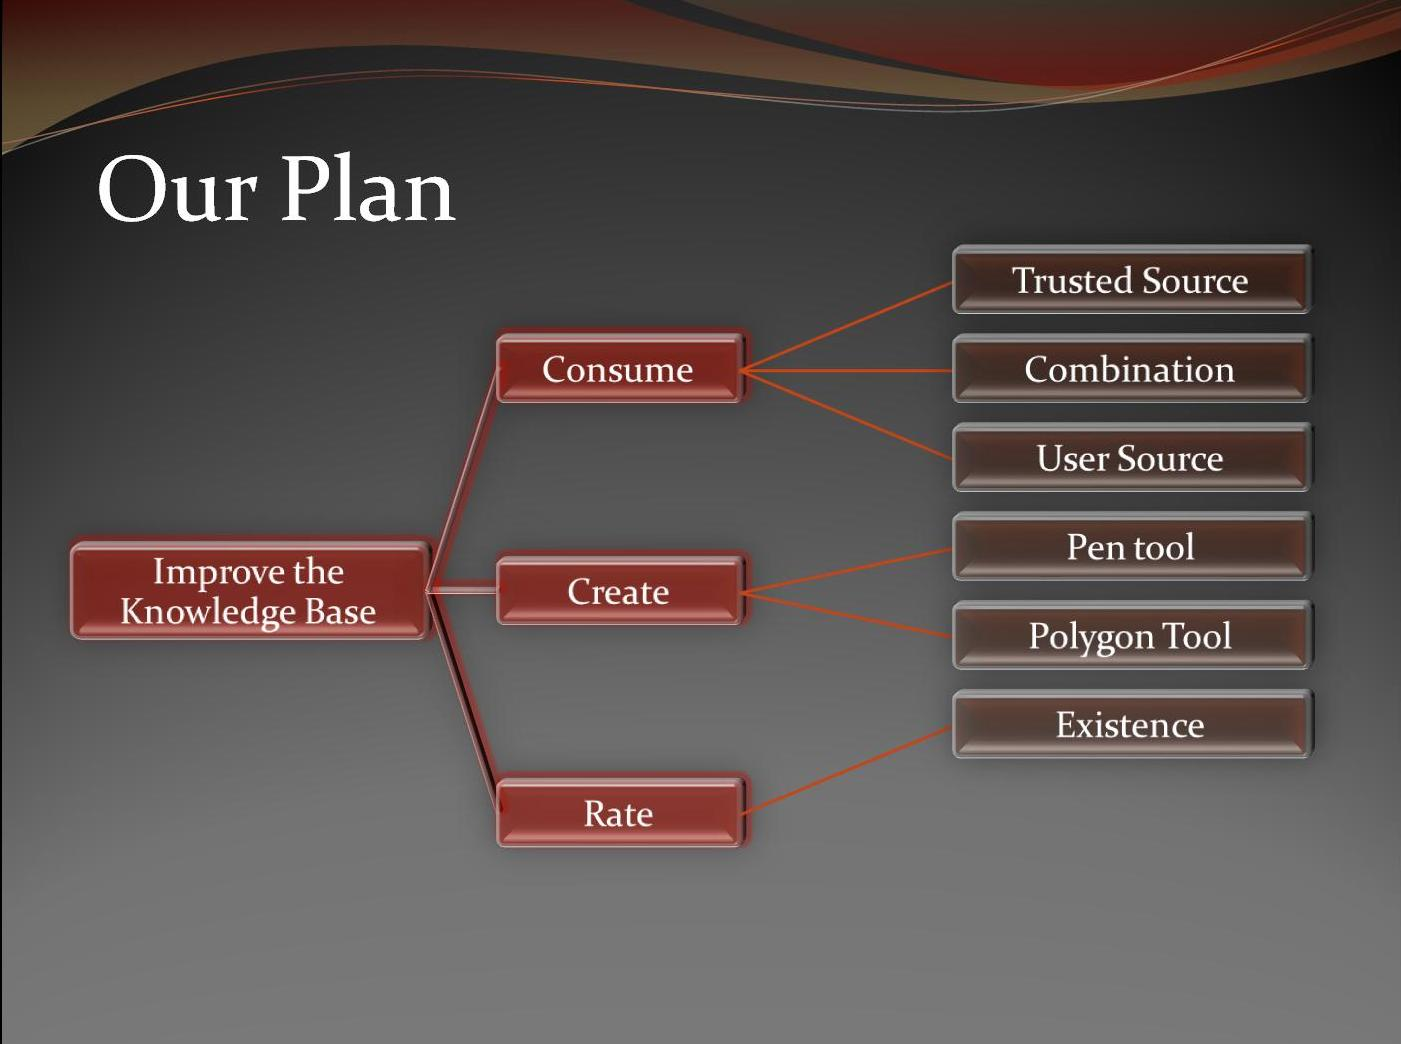 Our Plan
Improve the
Knowledge Base
Consume
Trusted Source
Combination
User Source
Create
Pen tool
Polygon Tool
Rate
Existence